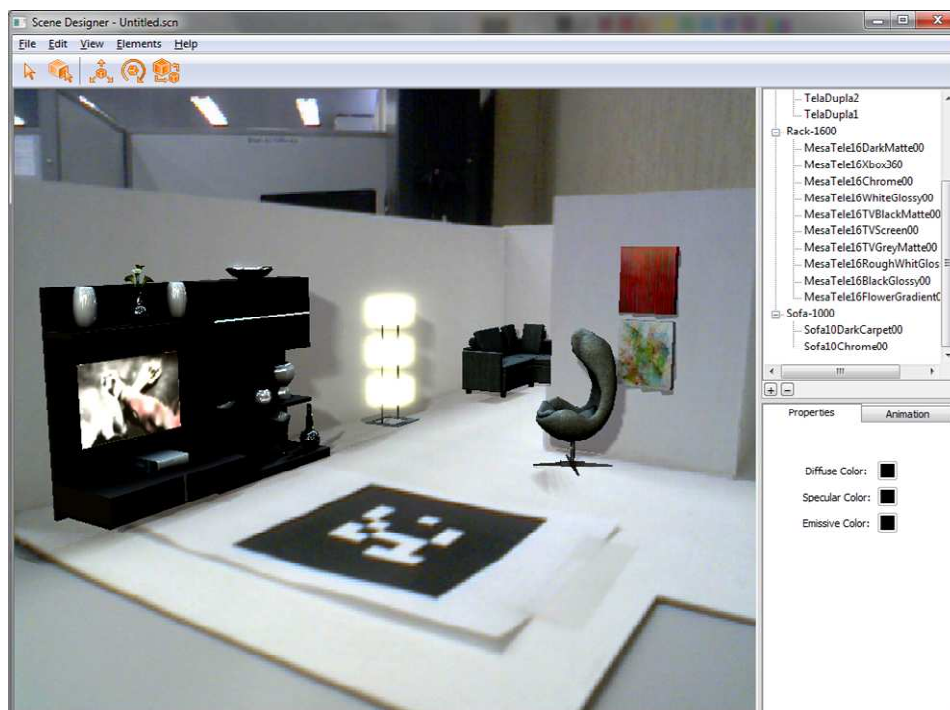 Scene Designer - Untitled.scn
File Edit View Elements Help
TelaDupla2
TelaDupla1
Rack-1600
MesaTele16DarkMatte00
MesaTele16Xbox360
MesaTele16Chrome00
MesaTele16WhiteGlossy00
MesaTele16TVBlackMatte00
MesaTele16TVScreen00
MesaTele16TVGreyMatte00
MesaTele16RoughWhitGlos
MesaTele16BlackGlossy00
MesaTele16FlowerGradientC
Sofa-1000
Sofa10DarkCarpet00
Sofa10Chrome00
Properties Animation
Diffuse Color:
Specular Color:
Emissive Color: